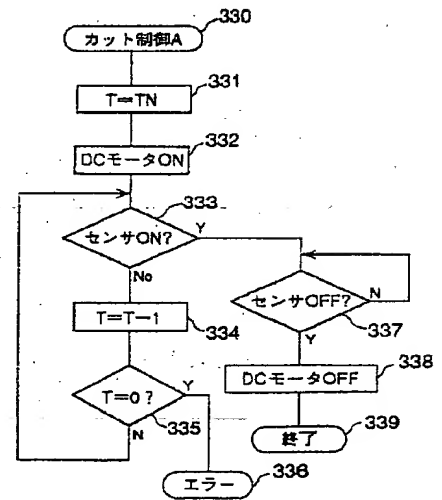 カット制御A
330
T=TN
331
DCモータON
332
センサON?
333
Y
No
T=T-1
334
T=0?
335
Y
N
エラー
336
センサOFF?
337
N
Y
DCモータOFF
338
終了
339